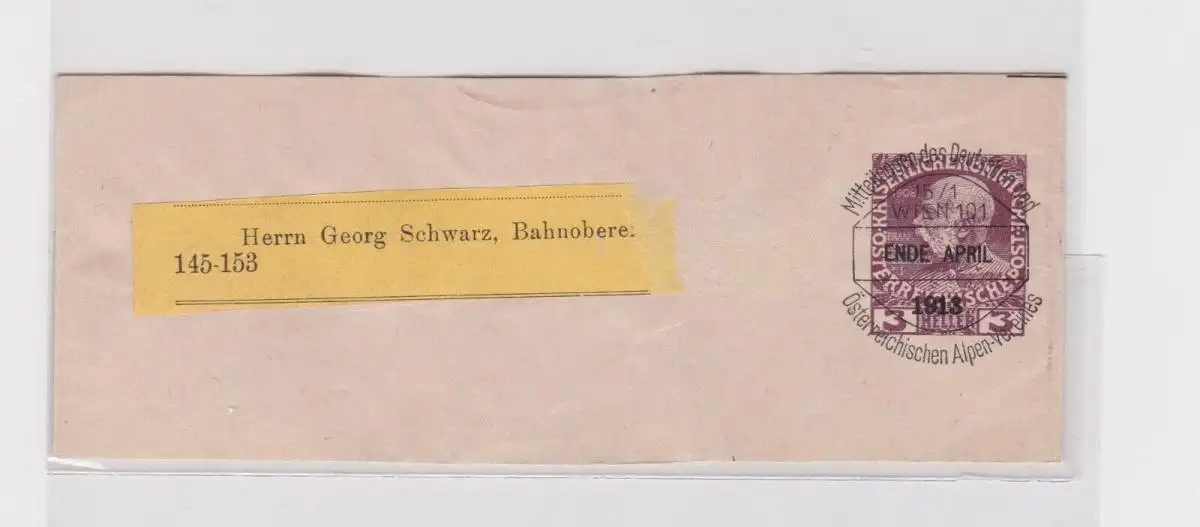 Herrn Georg Schwarz, Bahnobere.
145-153
Mitteilungen des Deutschen und
WIEN 101
ENDE APRIL
1913
3 HELLER 3
Österreichischen Alpen-Vereines